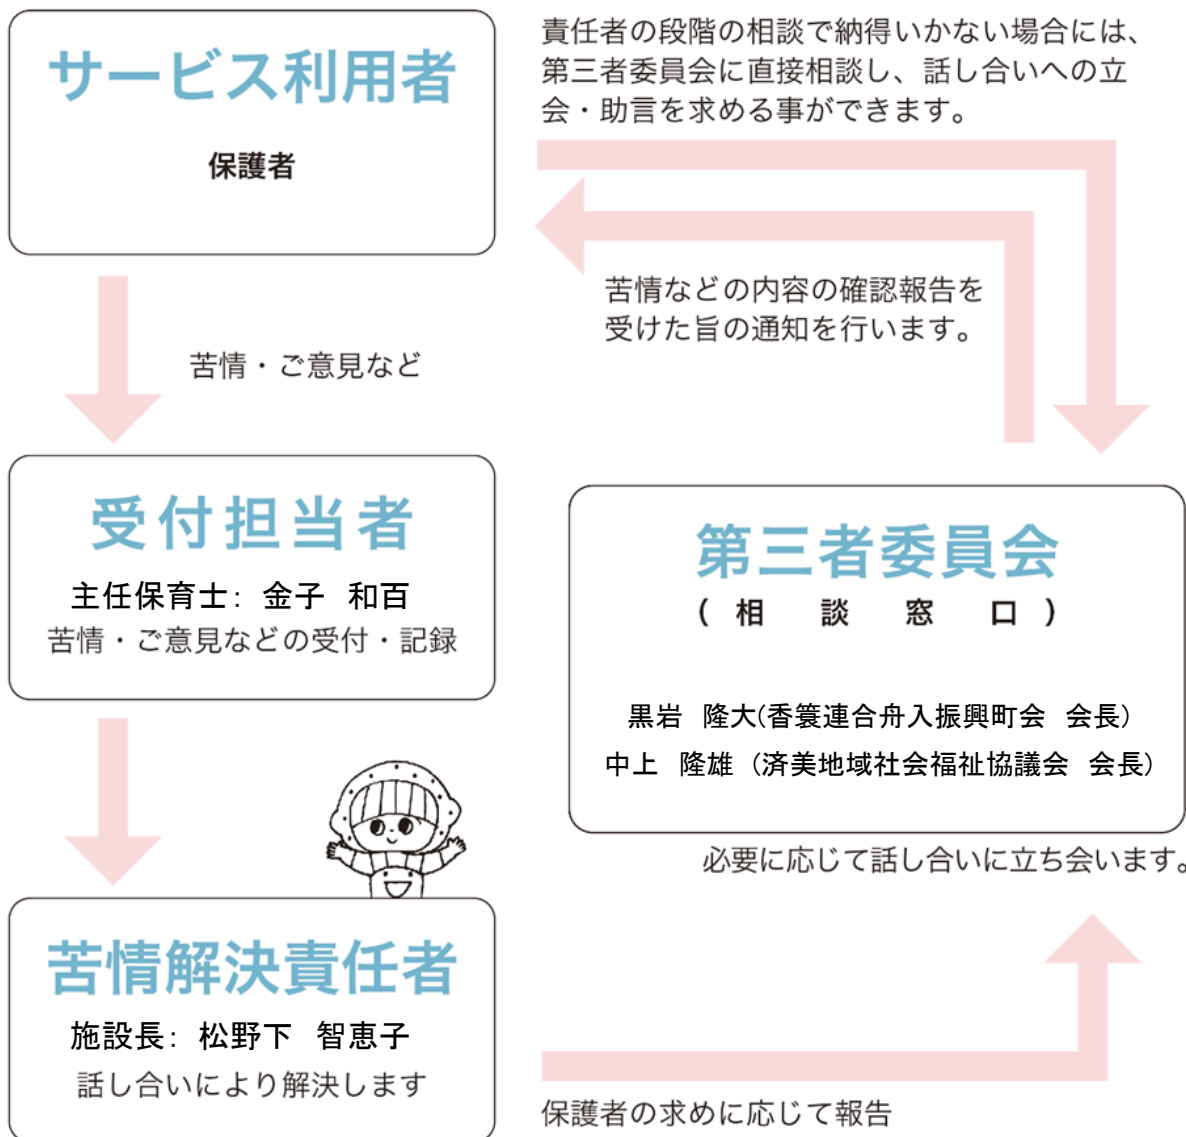 サービス利用者
保護者
責任者の段階の相談で納得いかない場合には、
第三者委員会に直接相談し、話し合いへの立
会・助言を求める事ができます。
苦情などの内容の確認報告を
受けた旨の通知を行います。
苦情・ご意見など
受付担当者
主任保育士： 金子　和百
苦情・ご意見などの受付・記録
第三者委員会
(相談窓口)
黒岩　隆大(香簑連合舟入振興町会　会長)
中上　隆雄 (済美地域社会福祉協議会　会長)
必要に応じて話し合いに立ち会います。
苦情解決責任者
施設長： 松野下　智恵子
話し合いにより解決します
保護者の求めに応じて報告